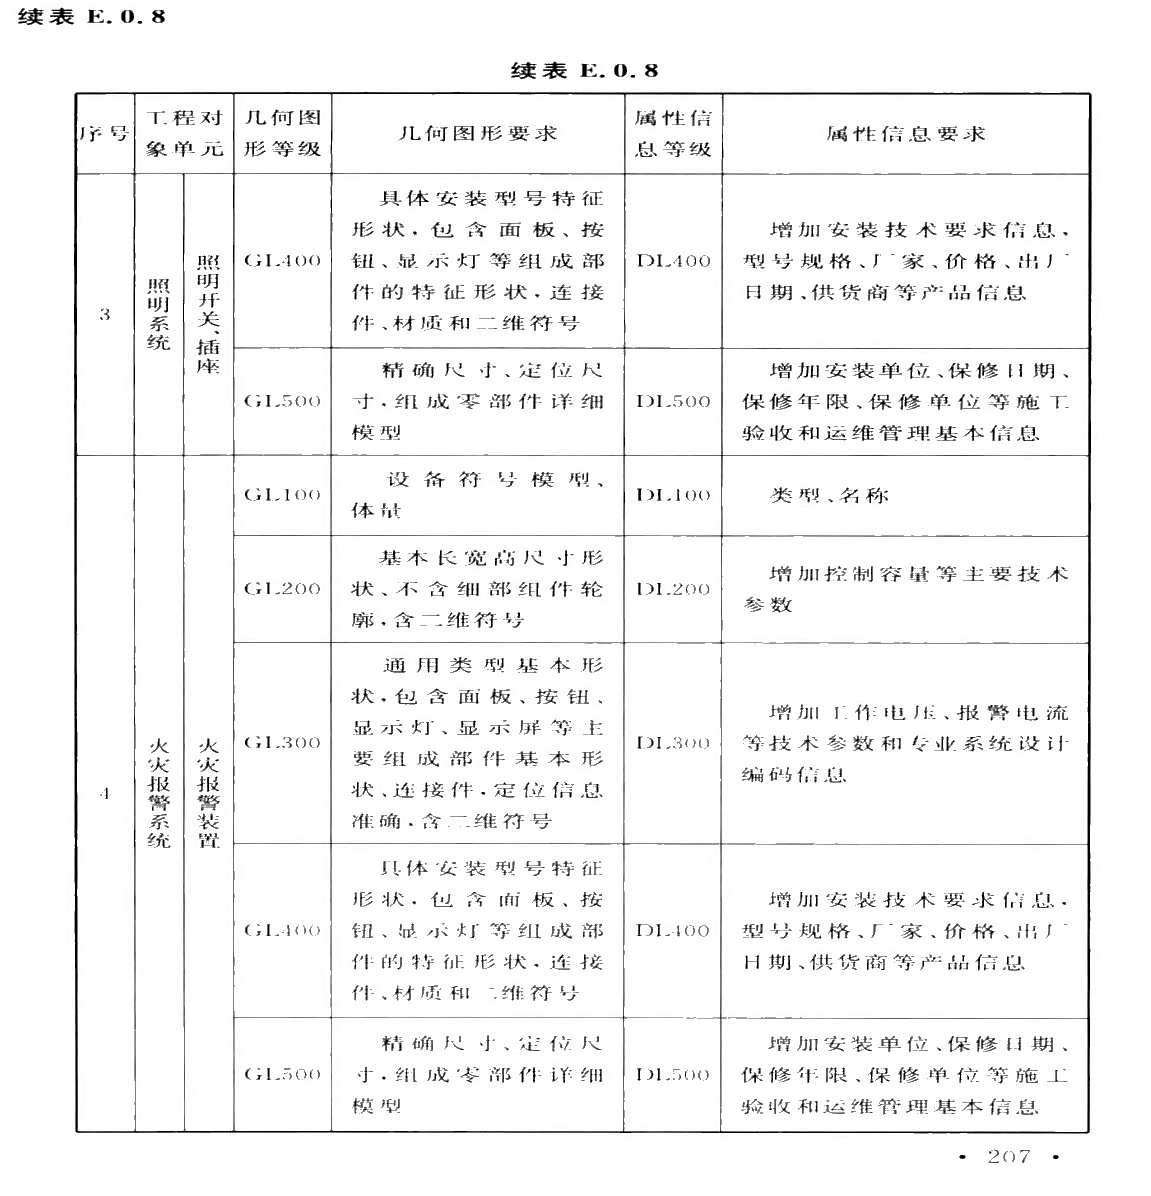 续表 E.0.8
续表 E.0.8
序号
工程对
象单元
几何图
形等级
几何图形要求
属性信
息等级
属性信息要求
3
照明系统
照明开关、插座
GL400
具体安装型号特征
形状,包含面板、按
钮、显示灯等组成部
件的特征形状,连接
件、材质和二维符号
DL400
增加安装技术要求信息,
型号规格、厂家、价格、出厂
日期、供货商等产品信息
GL500
精确尺寸、定位尺
寸,组成零部件详细
模型
DL500
增加安装单位、保修日期、
保修年限、保修单位等施工
验收和运维管理基本信息
4
火灾报警系统
火灾报警装置
GL100
设备符号模型、
体量
DL100
类型、名称
GL200
基本长宽高尺寸形
状、不含细部组件轮
廓,含二维符号
DL200
增加控制容量等主要技术
参数
GL300
通用类型基本形
状,包含面板、按钮、
显示灯、显示屏等主
要组成部件基本形
状、连接件,定位信息
准确,含二维符号
DL300
增加工作电压、报警电流
等技术参数和专业系统设计
编码信息
GL400
具体安装型号特征
形状,包含面板、按
钮、显示灯等组成部
件的特征形状,连接
件、材质和二维符号
DL400
增加安装技术要求信息,
型号规格、厂家、价格、出厂
日期、供货商等产品信息
GL500
精确尺寸、定位尺
寸,组成零部件详细
模型
DL500
增加安装单位、保修日期、
保修年限、保修单位等施工
验收和运维管理基本信息
· 207 ·